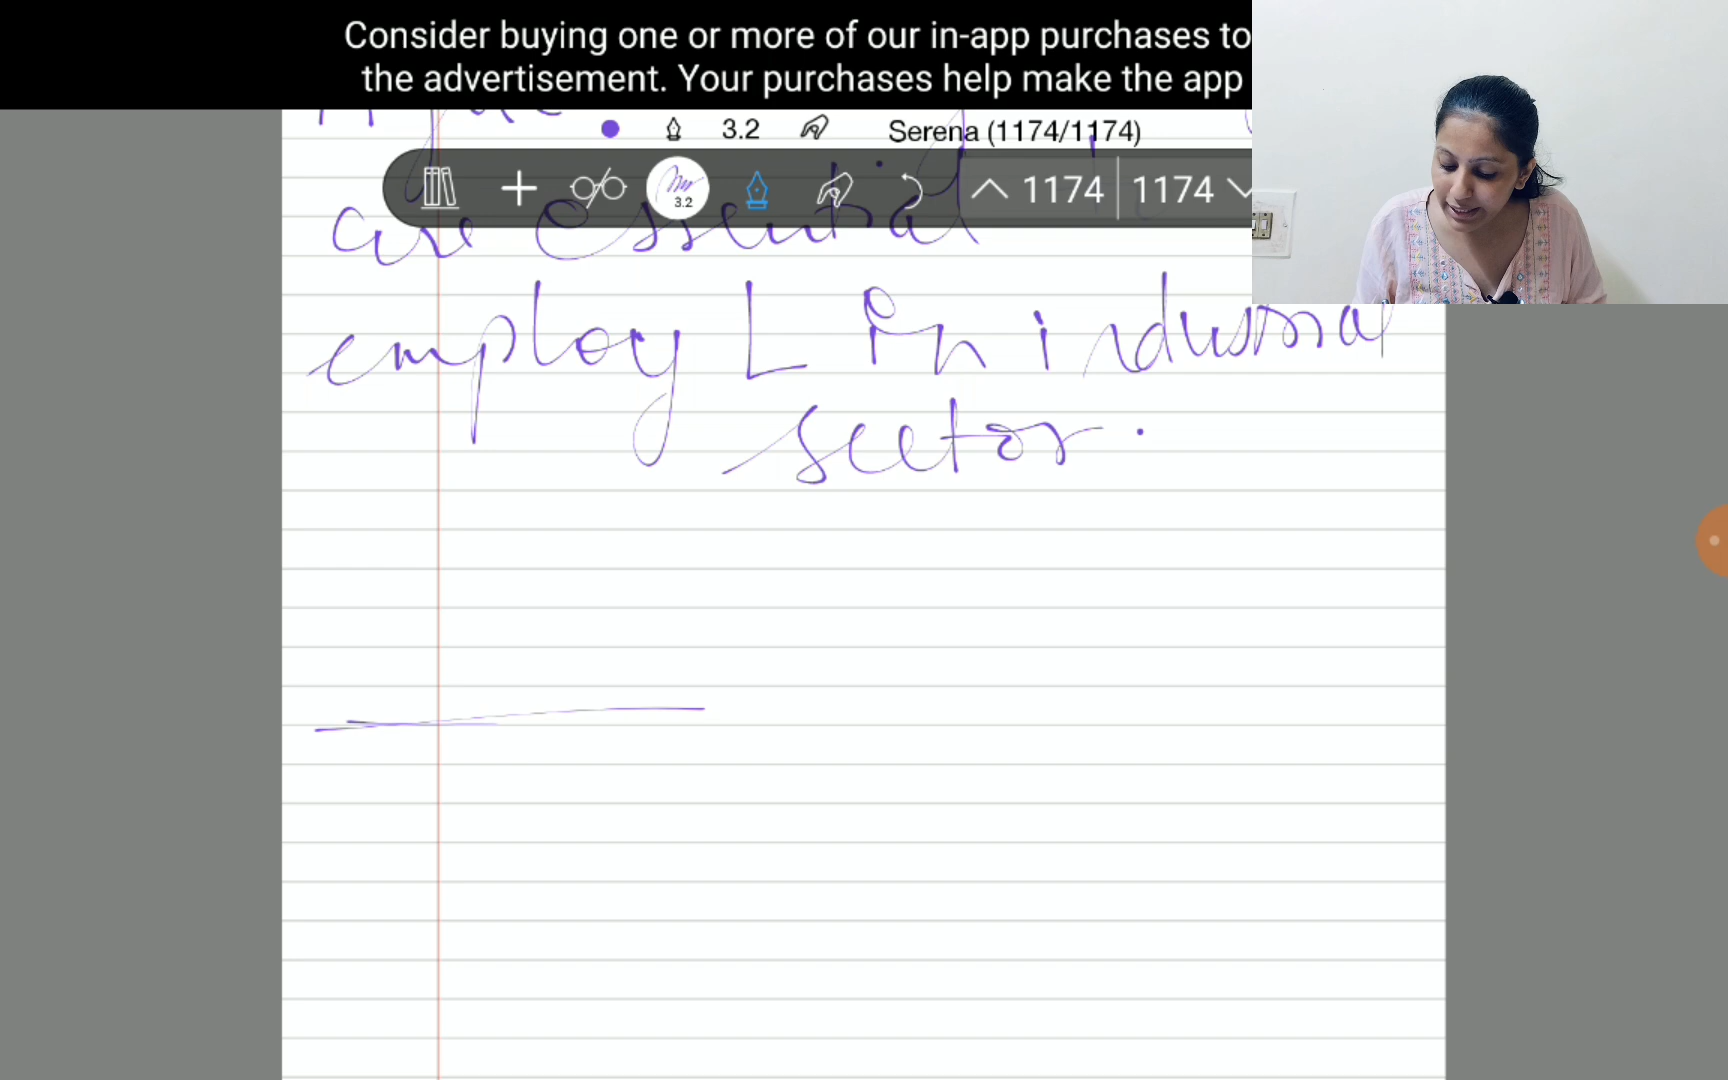 Consider buying one or more of our in-app purchases to
the advertisement. Your purchases help make the app
3.2 Serena (1174/1174)
3.2 1174 1174
are essential
employ L in industrial
sector.